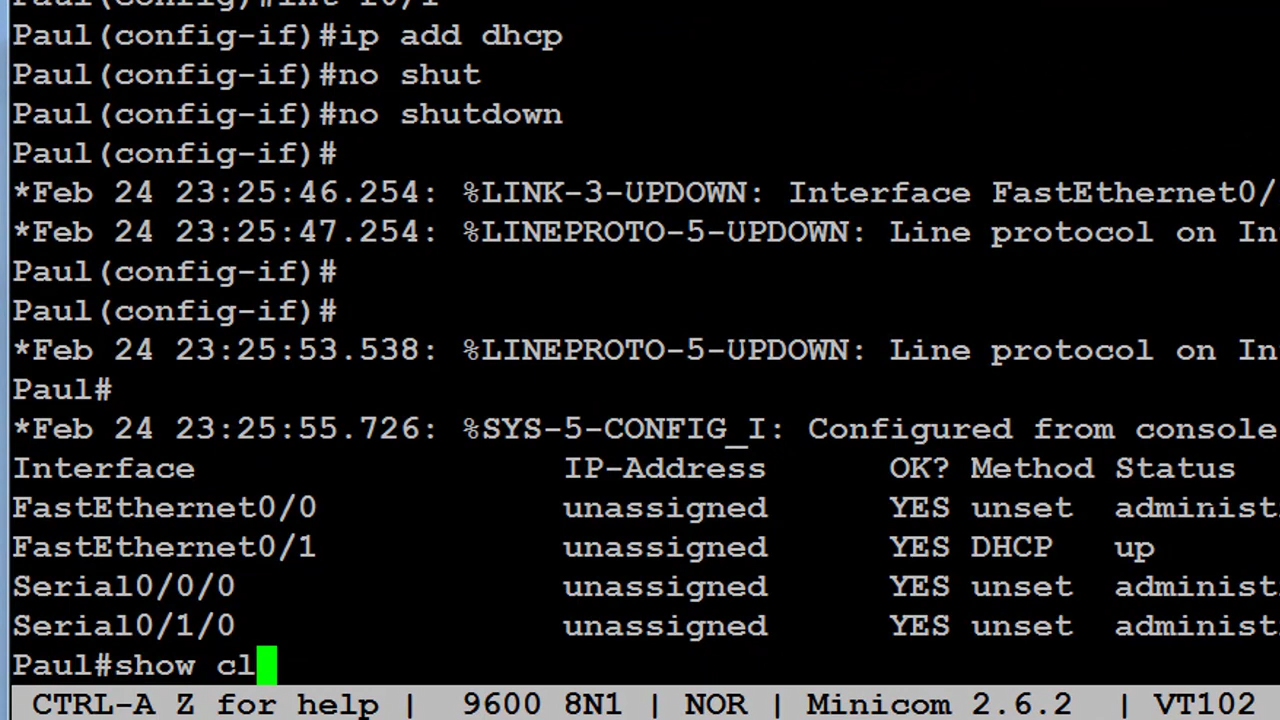 Paul(config)#int f0/1
Paul(config-if)#ip add dhcp
Paul(config-if)#no shut
Paul(config-if)#no shutdown
Paul(config-if)#
*Feb 24 23:25:46.254: %LINK-3-UPDOWN: Interface FastEthernet0/
*Feb 24 23:25:47.254: %LINEPROTO-5-UPDOWN: Line protocol on In
Paul(config-if)#
Paul(config-if)#
*Feb 24 23:25:53.538: %LINEPROTO-5-UPDOWN: Line protocol on In
Paul#
*Feb 24 23:25:55.726: %SYS-5-CONFIG_I: Configured from console
Interface IP-Address OK? Method Status
FastEthernet0/0 unassigned YES unset administ
FastEthernet0/1 unassigned YES DHCP up
Serial0/0/0 unassigned YES unset administ
Serial0/1/0 unassigned YES unset administ
Paul#show cl
CTRL-A Z for help | 9600 8N1 | NOR | Minicom 2.6.2 | VT102